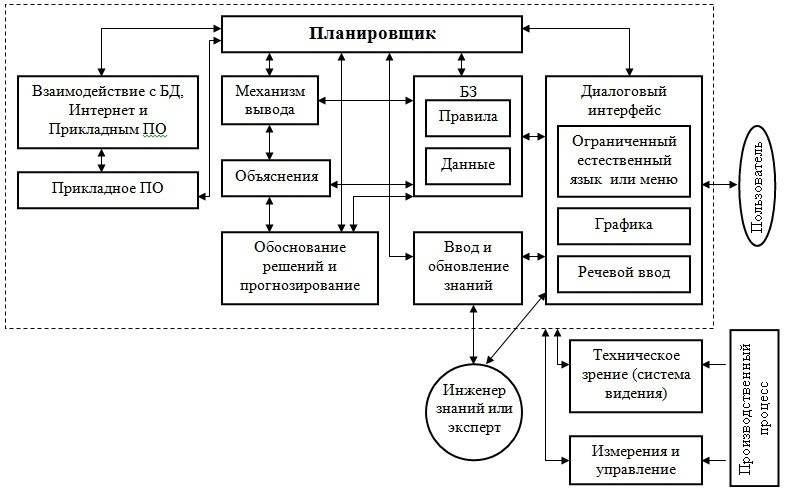 Планировщик
Взаимодействие с БД,
Интернет и
Прикладным ПО
Прикладное ПО
Механизм
вывода
Объяснения
Обоснование
решений и
прогнозирование
БЗ
Правила
Данные
Ввод и
обновление
знаний
Диалоговый
интерфейс
Ограниченный
естественный
язык или меню
Графика
Речевой ввод
Пользователь
Инженер
знаний или
эксперт
Техническое
зрение (система
видения)
Измерения и
управление
Производственный
процесс